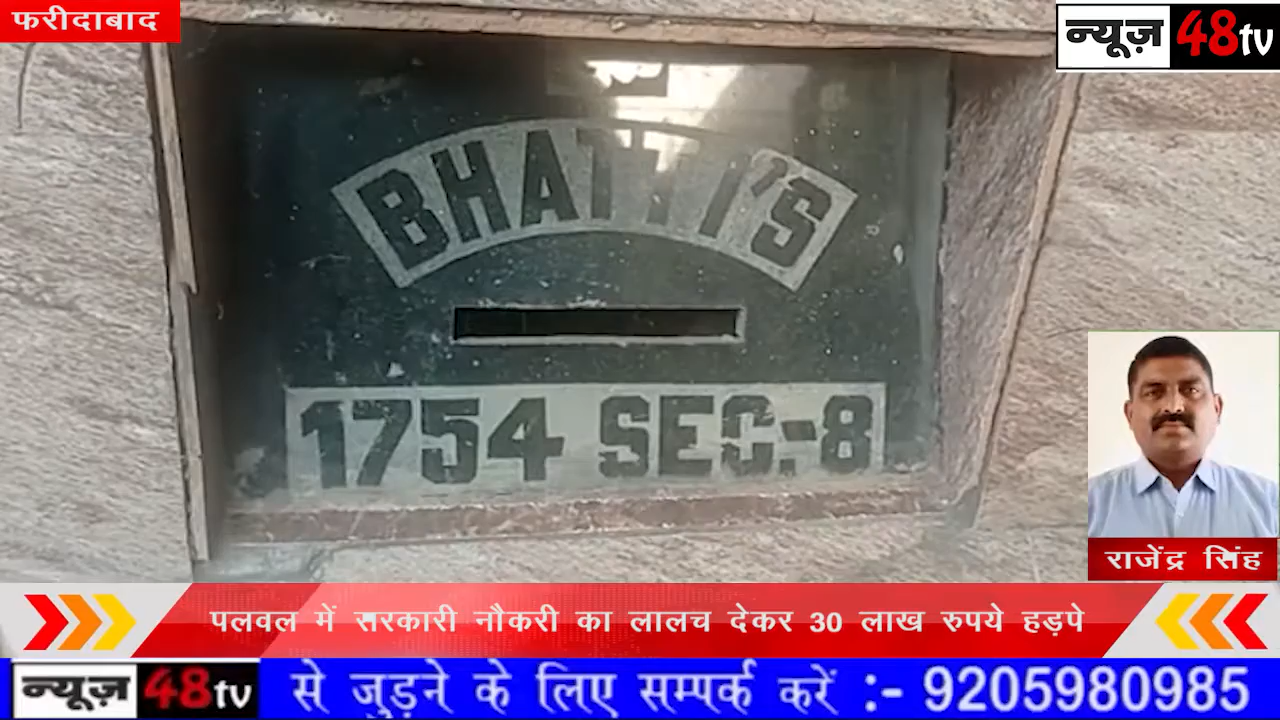 फरीदाबाद
न्यूज़ 48tv
BHATTI'S
1754 SEC.-8
राजेंद्र सिंह
पलवल में सरकारी नौकरी का लालच देकर 30 लाख रुपये हड़पे
न्यूज़ 48tv से जुड़ने के लिए सम्पर्क करें :- 9205980985